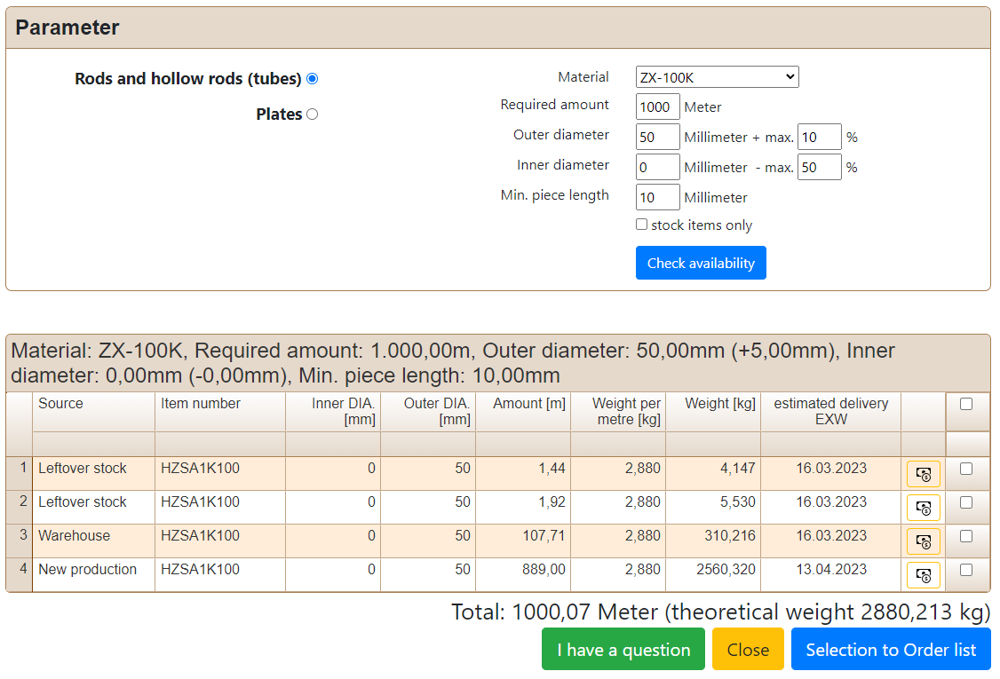 Parameter
Rods and hollow rods (tubes)
Plates
Material ZX-100K
Required amount 1000 Meter
Outer diameter 50 Millimeter + max. 10 %
Inner diameter 0 Millimeter - max. 50 %
Min. piece length 10 Millimeter
stock items only
Check availability
Material: ZX-100K, Required amount: 1.000,00m, Outer diameter: 50,00mm (+5,00mm), Inner
diameter: 0,00mm (-0,00mm), Min. piece length: 10,00mm
Source Item number Inner DIA. [mm] Outer DIA. [mm] Amount [m] Weight per metre [kg] Weight [kg] estimated delivery EXW
1 Leftover stock HZSA1K100 0 50 1,44 2,880 4,147 16.03.2023
2 Leftover stock HZSA1K100 0 50 1,92 2,880 5,530 16.03.2023
3 Warehouse HZSA1K100 0 50 107,71 2,880 310,216 16.03.2023
4 New production HZSA1K100 0 50 889,00 2,880 2560,320 13.04.2023
Total: 1000,07 Meter (theoretical weight 2880,213 kg)
I have a question Close Selection to Order list